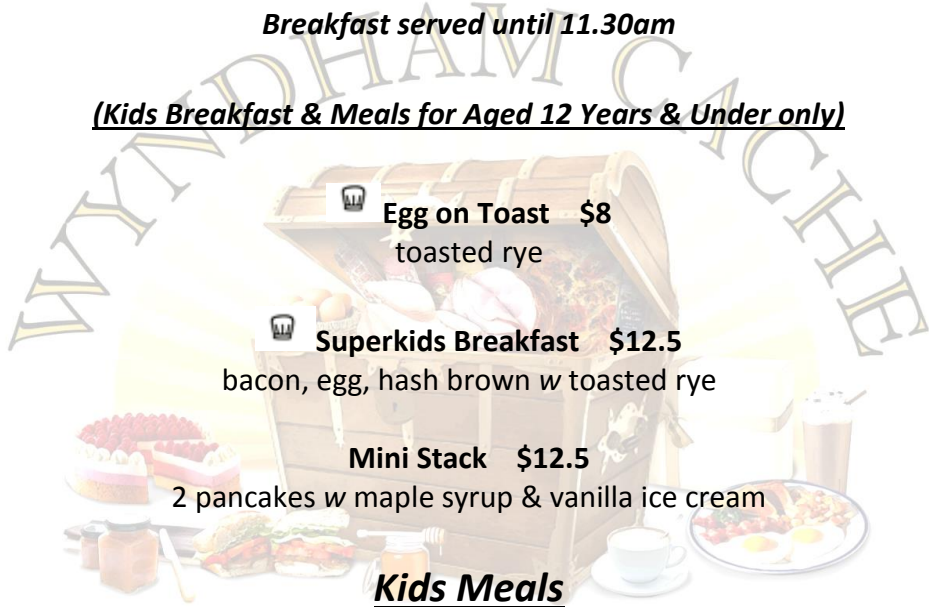 Breakfast served until 11.30am
WYNDHAM CACHE
(Kids Breakfast & Meals for Aged 12 Years & Under only)
Egg on Toast $8
toasted rye
Superkids Breakfast $12.5
bacon, egg, hash brown w toasted rye
Mini Stack $12.5
2 pancakes w maple syrup & vanilla ice cream
Kids Meals